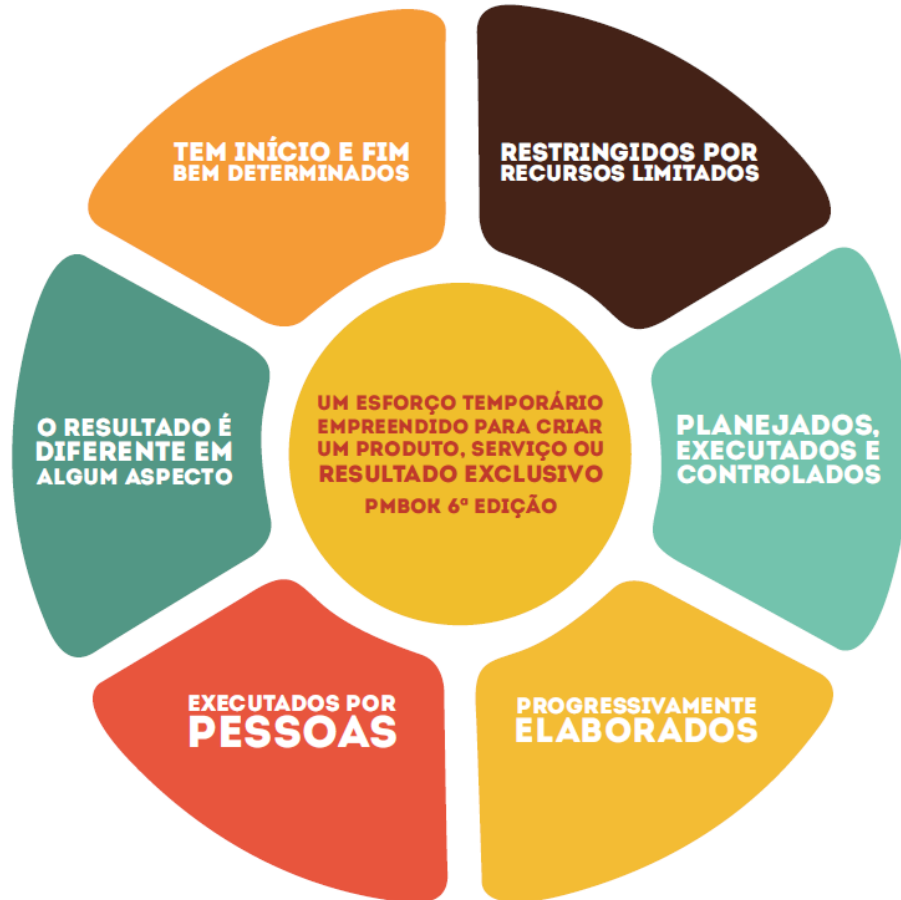 TEM INÍCIO E FIM
BEM DETERMINADOS
RESTRINGIDOS POR
RECURSOS LIMITADOS
O RESULTADO É
DIFERENTE EM
ALGUM ASPECTO
UM ESFORÇO TEMPORÁRIO
EMPREENDIDO PARA CRIAR
UM PRODUTO, SERVIÇO OU
RESULTADO EXCLUSIVO
PMBOK 6ª EDIÇÃO
PLANEJADOS,
EXECUTADOS E
CONTROLADOS
EXECUTADOS POR
PESSOAS
PROGRESSIVAMENTE
ELABORADOS